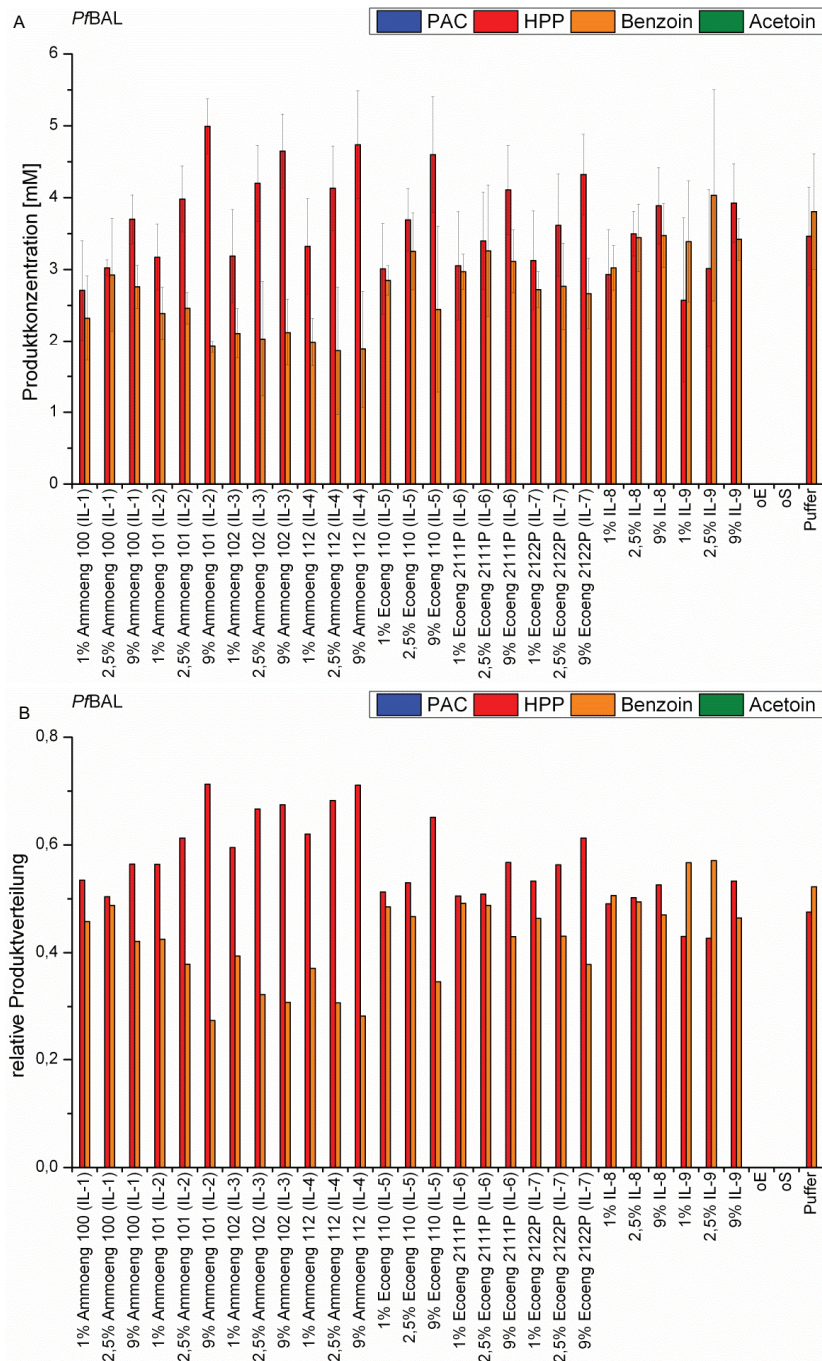 A
PfBAL
PAC HPP Benzoin Acetoin
Produktkonzentration [mM]
6
5
4
3
2
1
0
1% Ammoeng 100 (IL-1)
2,5% Ammoeng 100 (IL-1)
9% Ammoeng 100 (IL-1)
1% Ammoeng 101 (IL-2)
2,5% Ammoeng 101 (IL-2)
9% Ammoeng 101 (IL-2)
1% Ammoeng 102 (IL-3)
2,5% Ammoeng 102 (IL-3)
9% Ammoeng 102 (IL-3)
1% Ammoeng 112 (IL-4)
2,5% Ammoeng 112 (IL-4)
9% Ammoeng 112 (IL-4)
1% Ecoeng 110 (IL-5)
2,5% Ecoeng 110 (IL-5)
9% Ecoeng 110 (IL-5)
1% Ecoeng 2111P (IL-6)
2,5% Ecoeng 2111P (IL-6)
9% Ecoeng 2111P (IL-6)
1% Ecoeng 2122P (IL-7)
2,5% Ecoeng 2122P (IL-7)
9% Ecoeng 2122P (IL-7)
1% IL-8
2,5% IL-8
9% IL-8
1% IL-9
2,5% IL-9
9% IL-9
oE
oS
Puffer
B
PfBAL
PAC HPP Benzoin Acetoin
relative Produktverteilung
0,8
0,6
0,4
0,2
0,0
1% Ammoeng 100 (IL-1)
2,5% Ammoeng 100 (IL-1)
9% Ammoeng 100 (IL-1)
1% Ammoeng 101 (IL-2)
2,5% Ammoeng 101 (IL-2)
9% Ammoeng 101 (IL-2)
1% Ammoeng 102 (IL-3)
2,5% Ammoeng 102 (IL-3)
9% Ammoeng 102 (IL-3)
1% Ammoeng 112 (IL-4)
2,5% Ammoeng 112 (IL-4)
9% Ammoeng 112 (IL-4)
1% Ecoeng 110 (IL-5)
2,5% Ecoeng 110 (IL-5)
9% Ecoeng 110 (IL-5)
1% Ecoeng 2111P (IL-6)
2,5% Ecoeng 2111P (IL-6)
9% Ecoeng 2111P (IL-6)
1% Ecoeng 2122P (IL-7)
2,5% Ecoeng 2122P (IL-7)
9% Ecoeng 2122P (IL-7)
1% IL-8
2,5% IL-8
9% IL-8
1% IL-9
2,5% IL-9
9% IL-9
oE
oS
Puffer